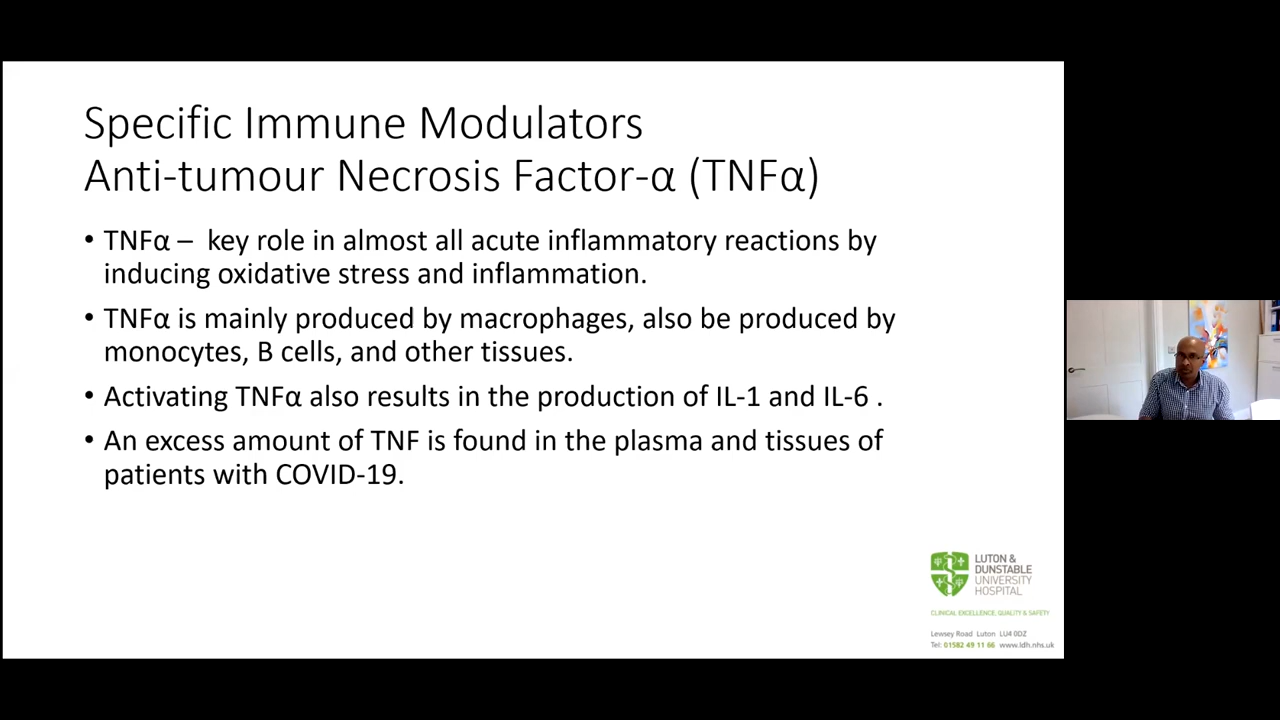 Specific Immune Modulators
Anti-tumour Necrosis Factor-α (TNFα)
• TNFα –  key role in almost all acute inflammatory reactions by
inducing oxidative stress and inflammation.
• TNFα is mainly produced by macrophages, also be produced by
monocytes, B cells, and other tissues.
• Activating TNFα also results in the production of IL-1 and IL-6 .
• An excess amount of TNF is found in the plasma and tissues of
patients with COVID-19.
LUTON &
DUNSTABLE
UNIVERSITY
HOSPITAL
CLINICAL EXCELLENCE, QUALITY & SAFETY
Lewsey Road Luton LU4 0DZ
Tel: 01582 49 11 66 www.ldh.nhs.uk